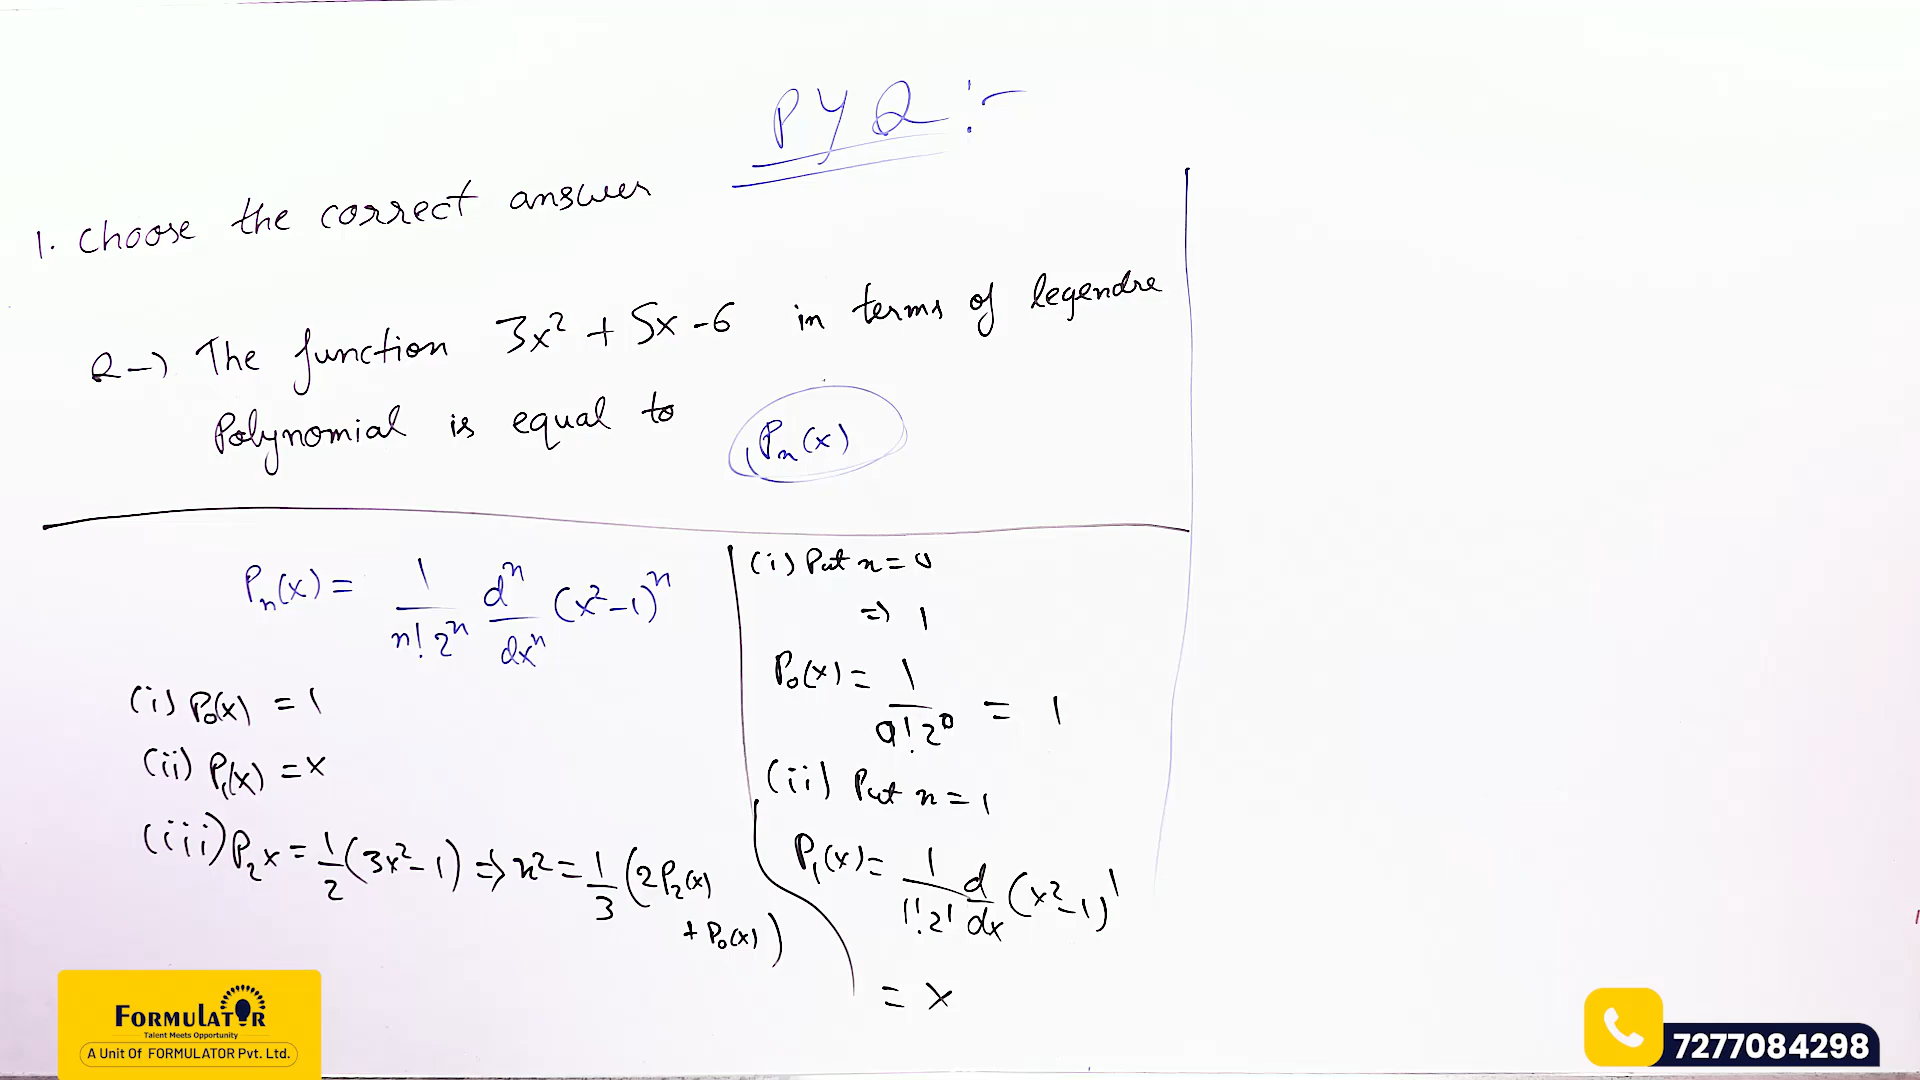 PYQ :-
1. Choose the correct answer
Q→) The function 3x² + 5x - 6 in terms of legendre
Polynomial is equal to
Pₙ(x)
Pₙ(x) = 1/(n! 2ⁿ) dⁿ/dxⁿ (x²-1)ⁿ
(i) P₀(x) = 1
(ii) P₁(x) = x
(iii) P₂x = 1/2 (3x²-1) => x² = 1/3 (2P₂(x)
+ P₀(x))
(i) Put n = 0
=> 1
P₀(x) = 1/(0! 2⁰) = 1
(ii) Put n = 1
P₁(x) = 1/(1! 2¹) d/dx (x²-1)¹
= x
FORMULATOR
Talent Meets Opportunity
A Unit Of FORMULATOR Pvt. Ltd.
7277084298